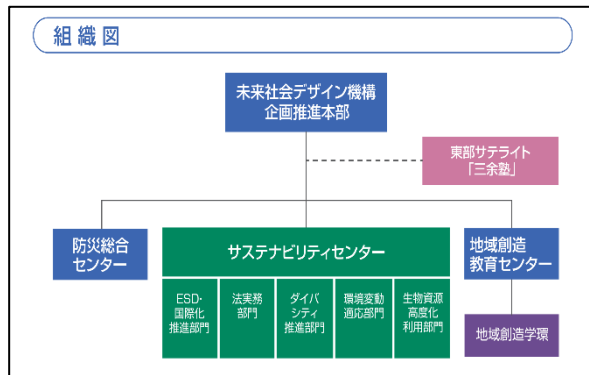 組織図
未来社会デザイン機構
企画推進本部
東部サテライト
「三余塾」
防災総合
センター
サステナビリティセンター
地域創造
教育センター
ESD・
国際化
推進部門
法実務
部門
ダイバ
シティ
推進部門
環境変動
適応部門
生物資源
高度化
利用部門
地域創造学環